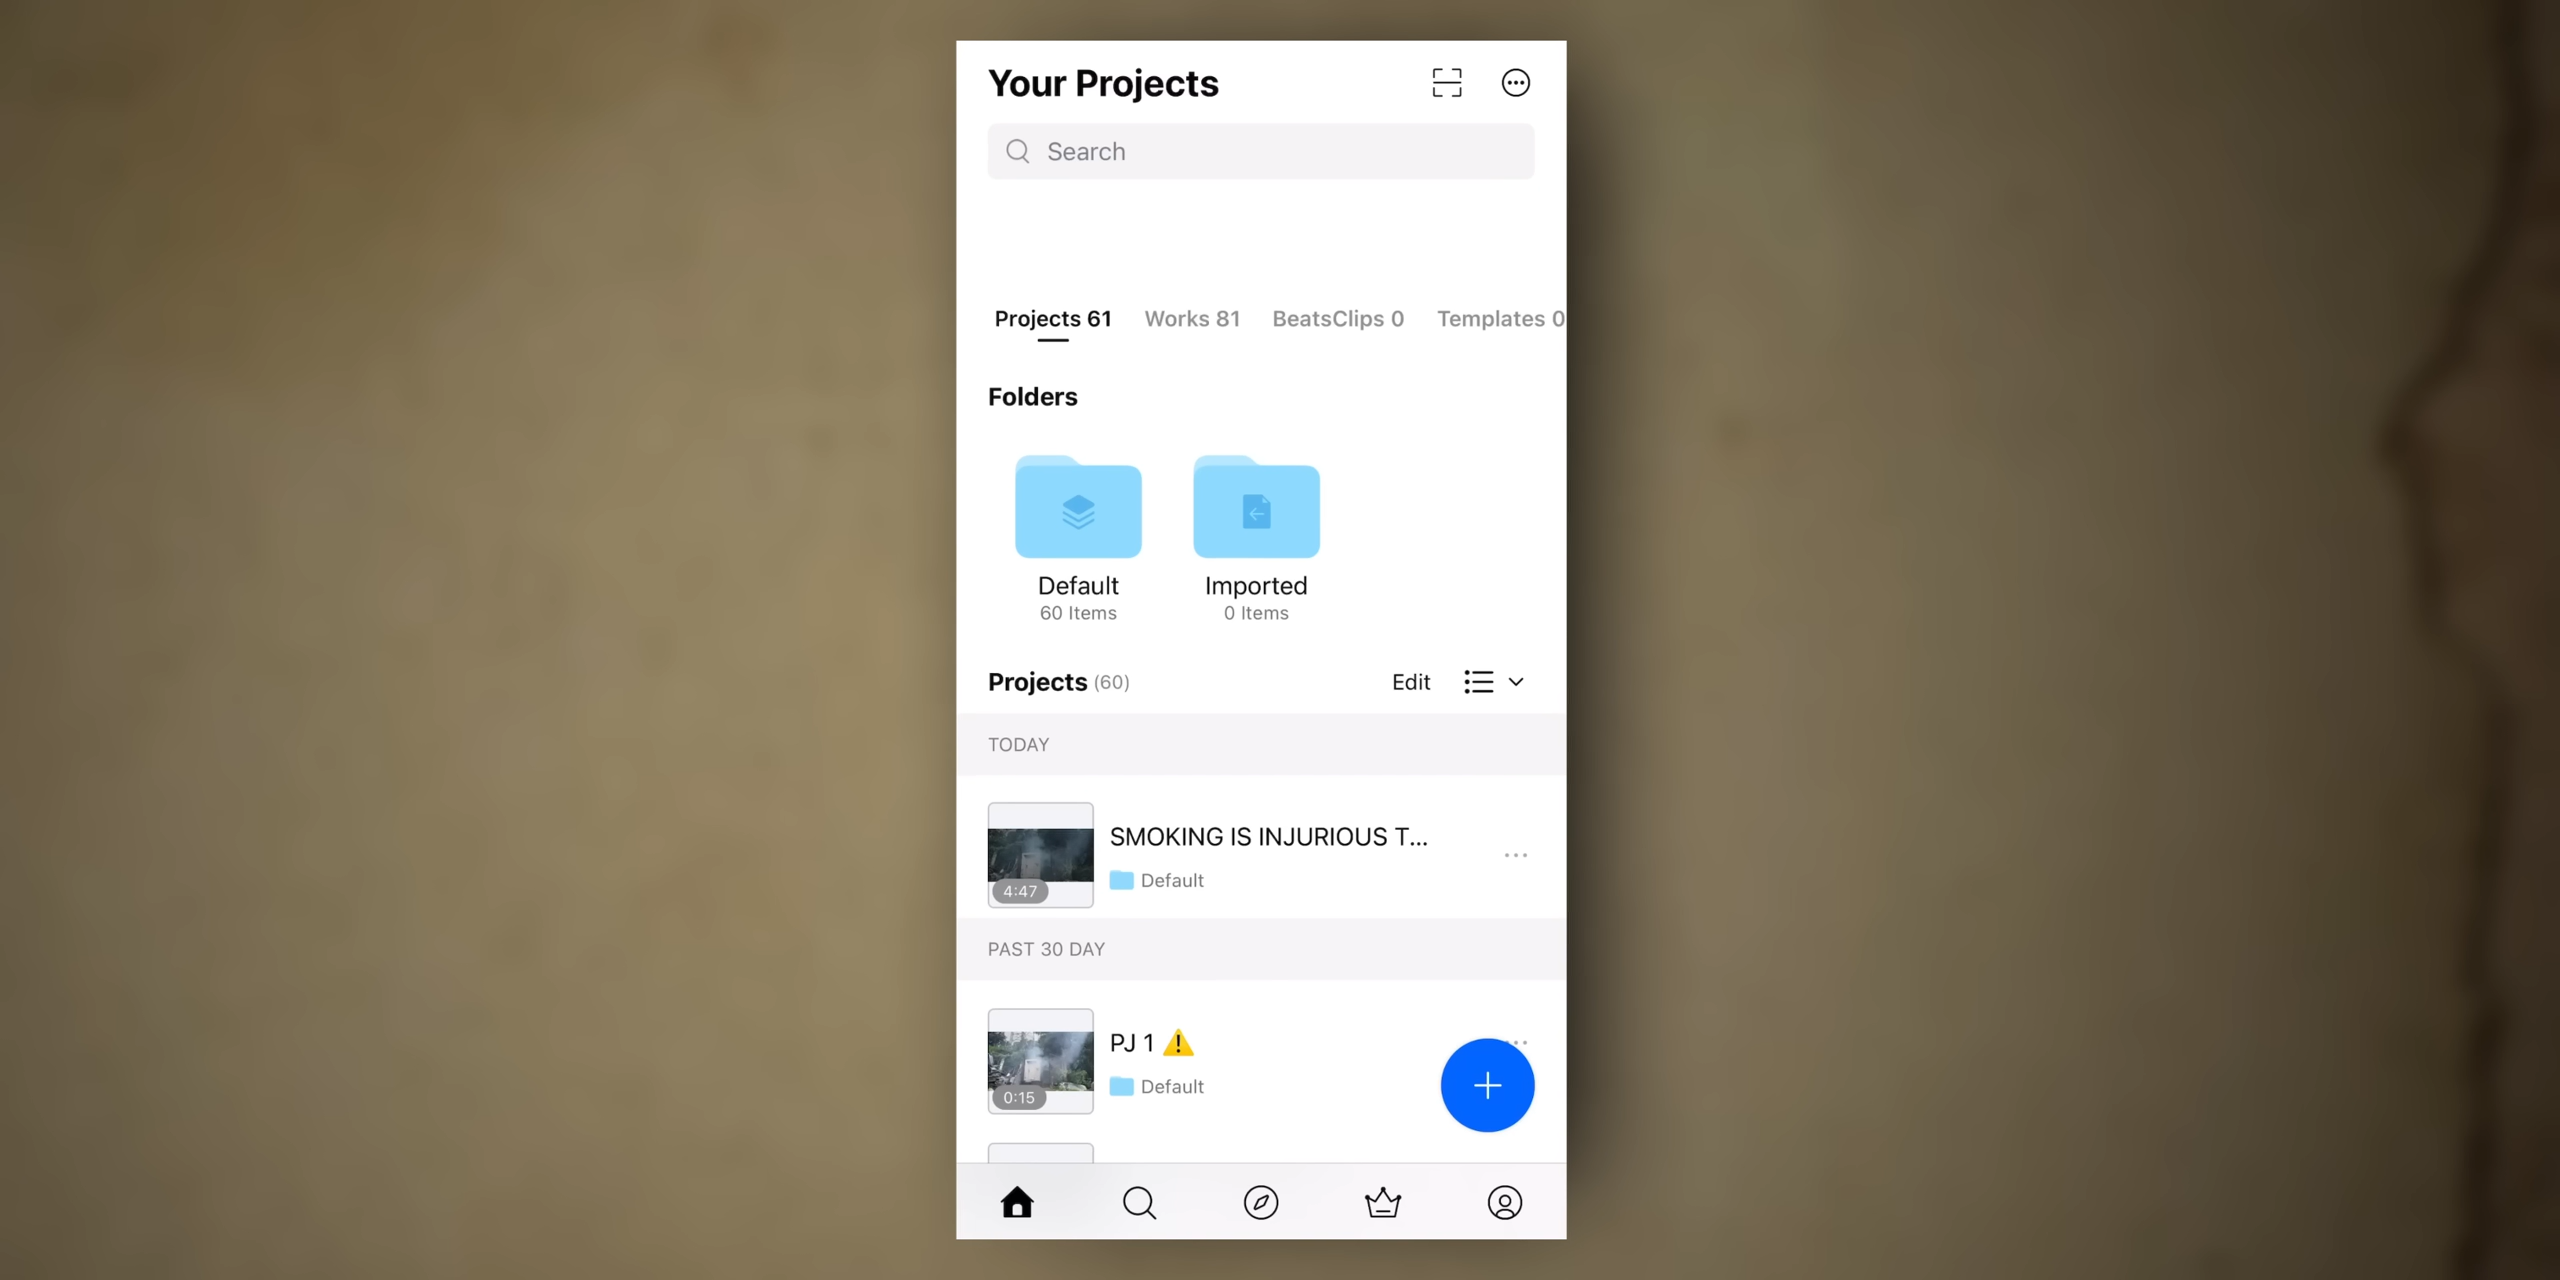 Your Projects
Search
Projects 61 Works 81 BeatsClips 0 Templates 0
Folders
Default Imported
60 Items 0 Items
Projects (60) Edit
TODAY
SMOKING IS INJURIOUS T...
Default
4:47
PAST 30 DAY
PJ 1 ⚠️
Default
0:15